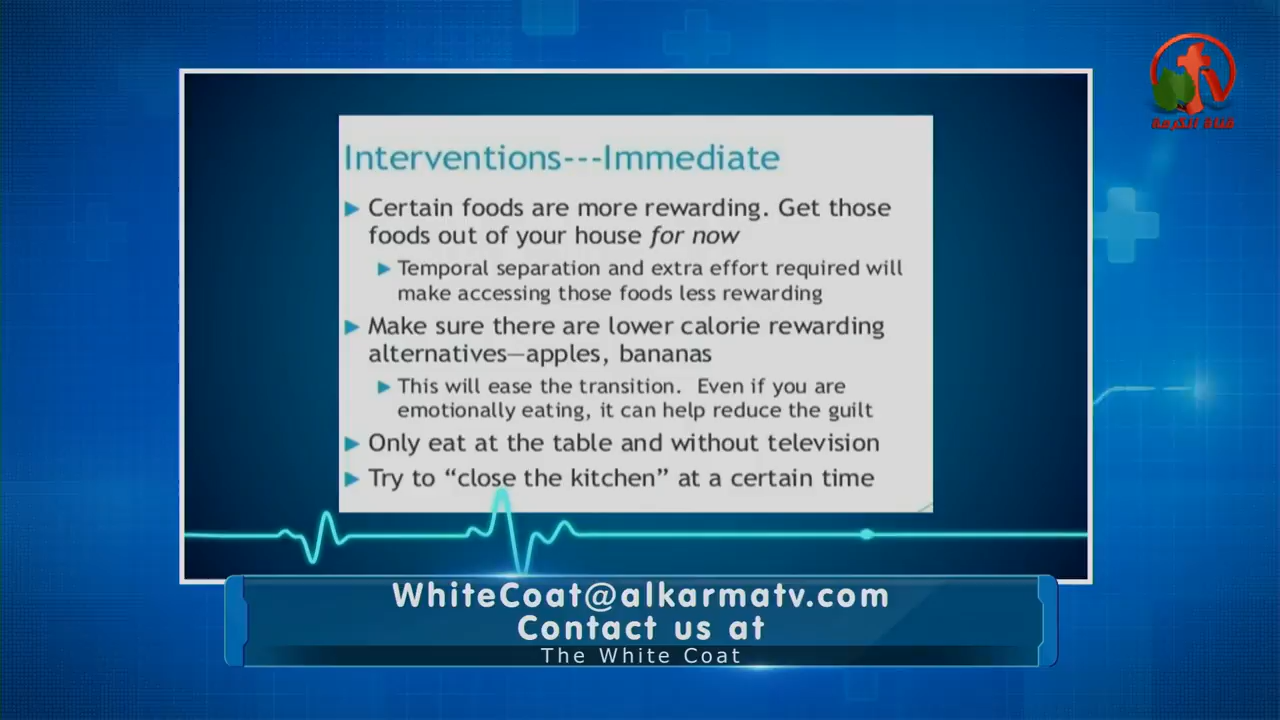 قناة الكرمة
Interventions---Immediate
Certain foods are more rewarding. Get those
foods out of your house for now
Temporal separation and extra effort required will
make accessing those foods less rewarding
Make sure there are lower calorie rewarding
alternatives—apples, bananas
This will ease the transition. Even if you are
emotionally eating, it can help reduce the guilt
Only eat at the table and without television
Try to “close the kitchen” at a certain time
WhiteCoat@alkarmatv.com
Contact us at
The White Coat